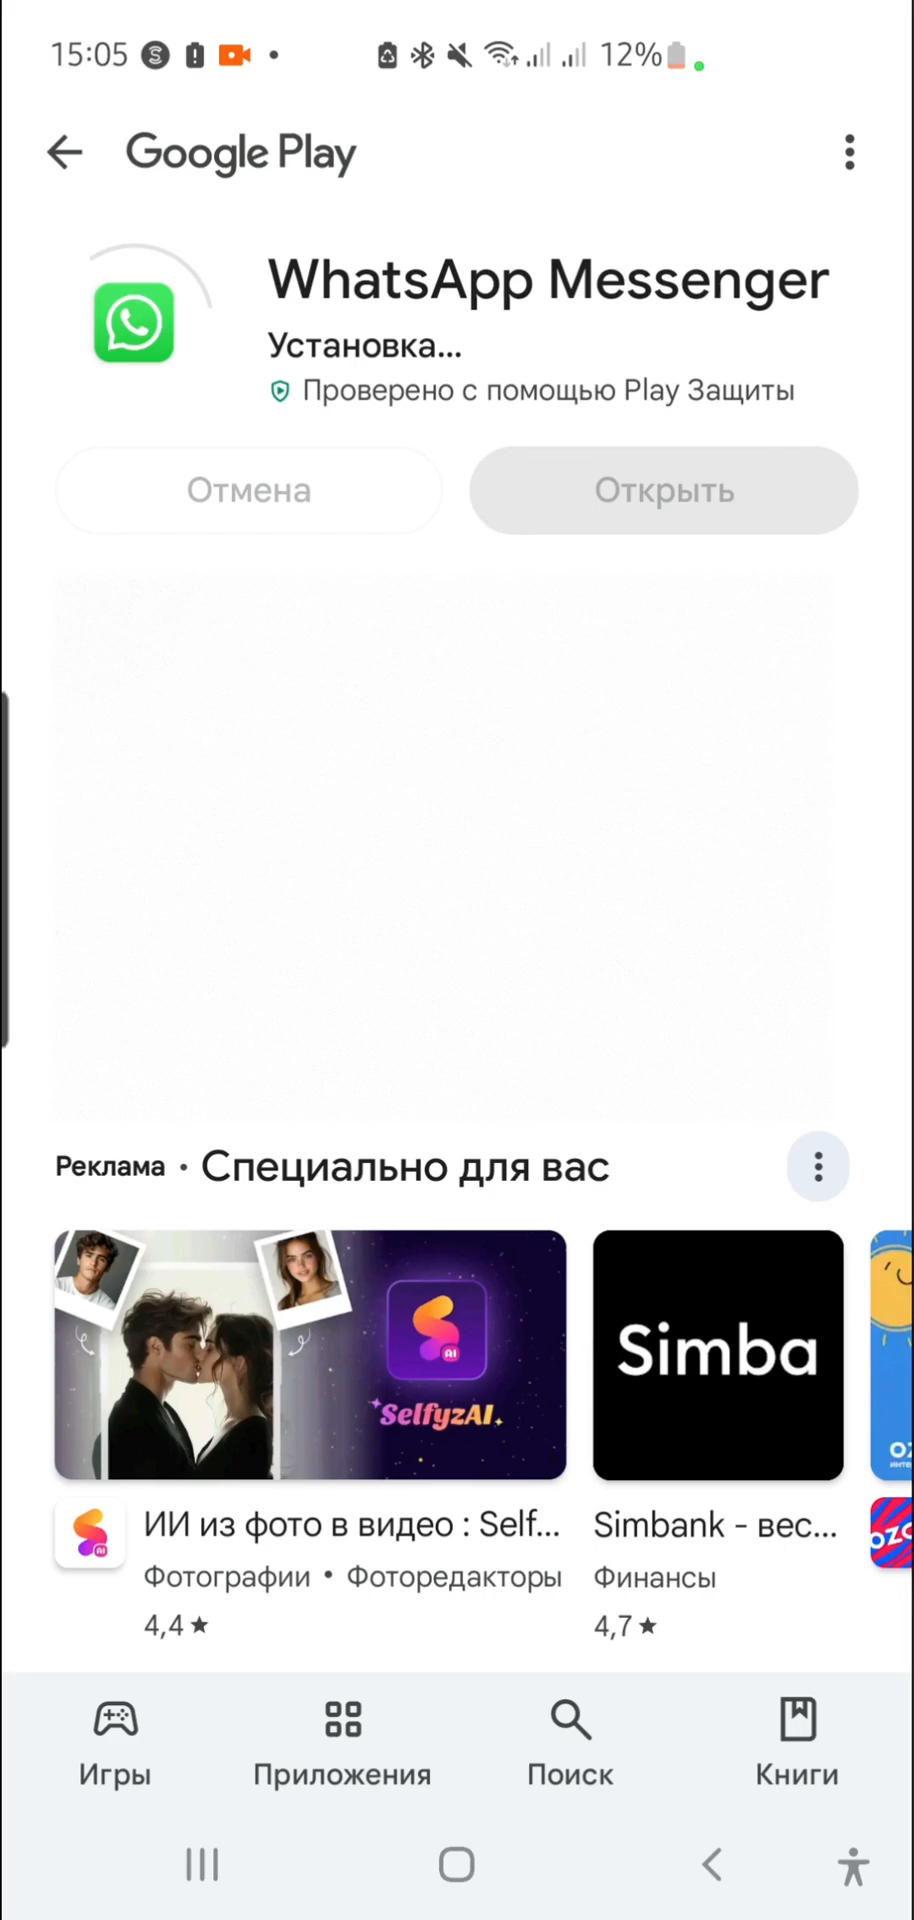 15:05
12%
Google Play
WhatsApp Messenger
Установка...
Проверено с помощью Play Защиты
Отмена
Открыть
Реклама • Специально для вас
AI
SelfyzAI
Simba
ИИ из фото в видео : Self...
Фотографии • Фоторедакторы
4,4 ★
AI
Simbank – вес...
Финансы
4,7 ★
Игры
Приложения
Поиск
Книги